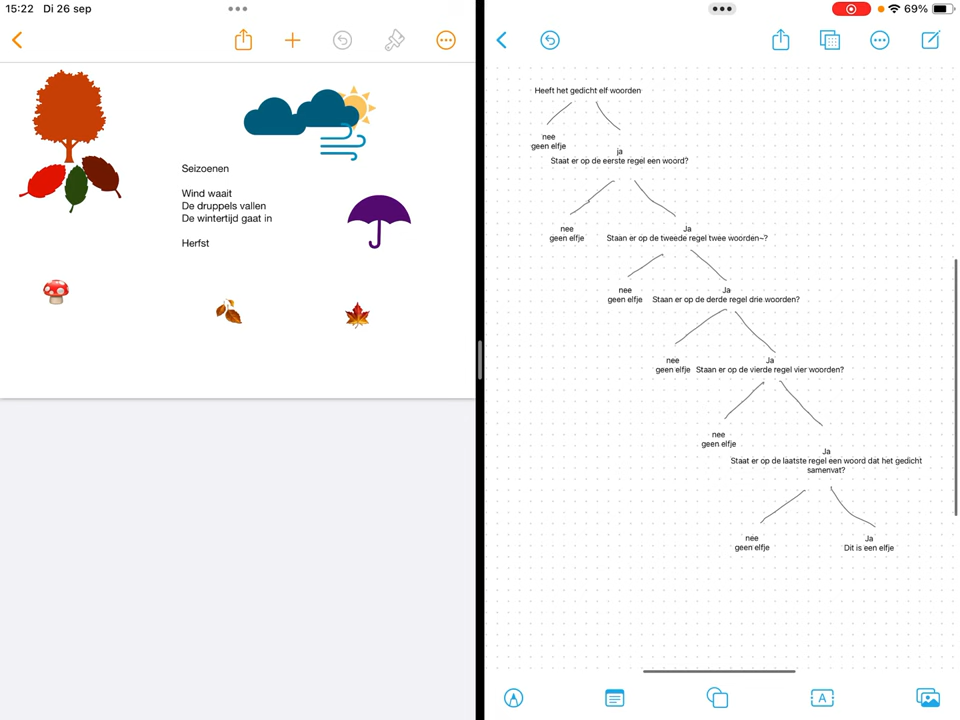 15:22 Di 26 sep
69%
Seizoenen
Wind waait
De druppels vallen
De wintertijd gaat in
Herfst
Heeft het gedicht elf woorden
nee
geen elfje
ja
Staat er op de eerste regel een woord?
nee
geen elfje
Ja
Staan er op de tweede regel twee woorden~?
nee
geen elfje
Ja
Staan er op de derde regel drie woorden?
nee
geen elfje
Ja
Staan er op de vierde regel vier woorden?
nee
geen elfje
Ja
Staat er op de laatste regel een woord dat het gedicht
samenvat?
nee
geen elfje
Ja
Dit is een elfje
A